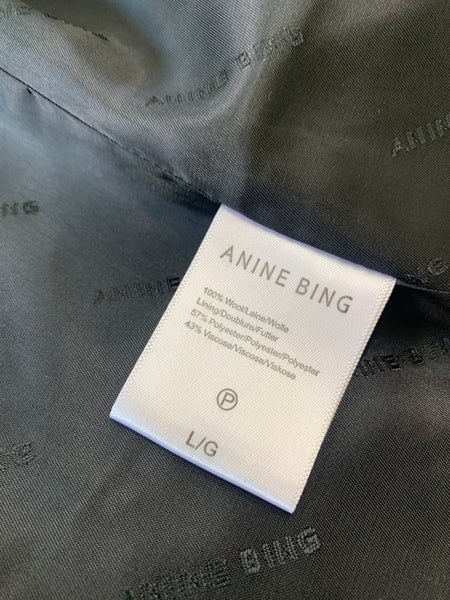 ANINE BING
ANINE BING
ANINE BING
ANINE BING
100% Wool/Laine/Wolle
Lining/Doublure/Futter
57% Polyester/Polyester/Polyester
43% Viscose/Viscose/Viskose
P
L/G
ANINE BING
ANINE BING